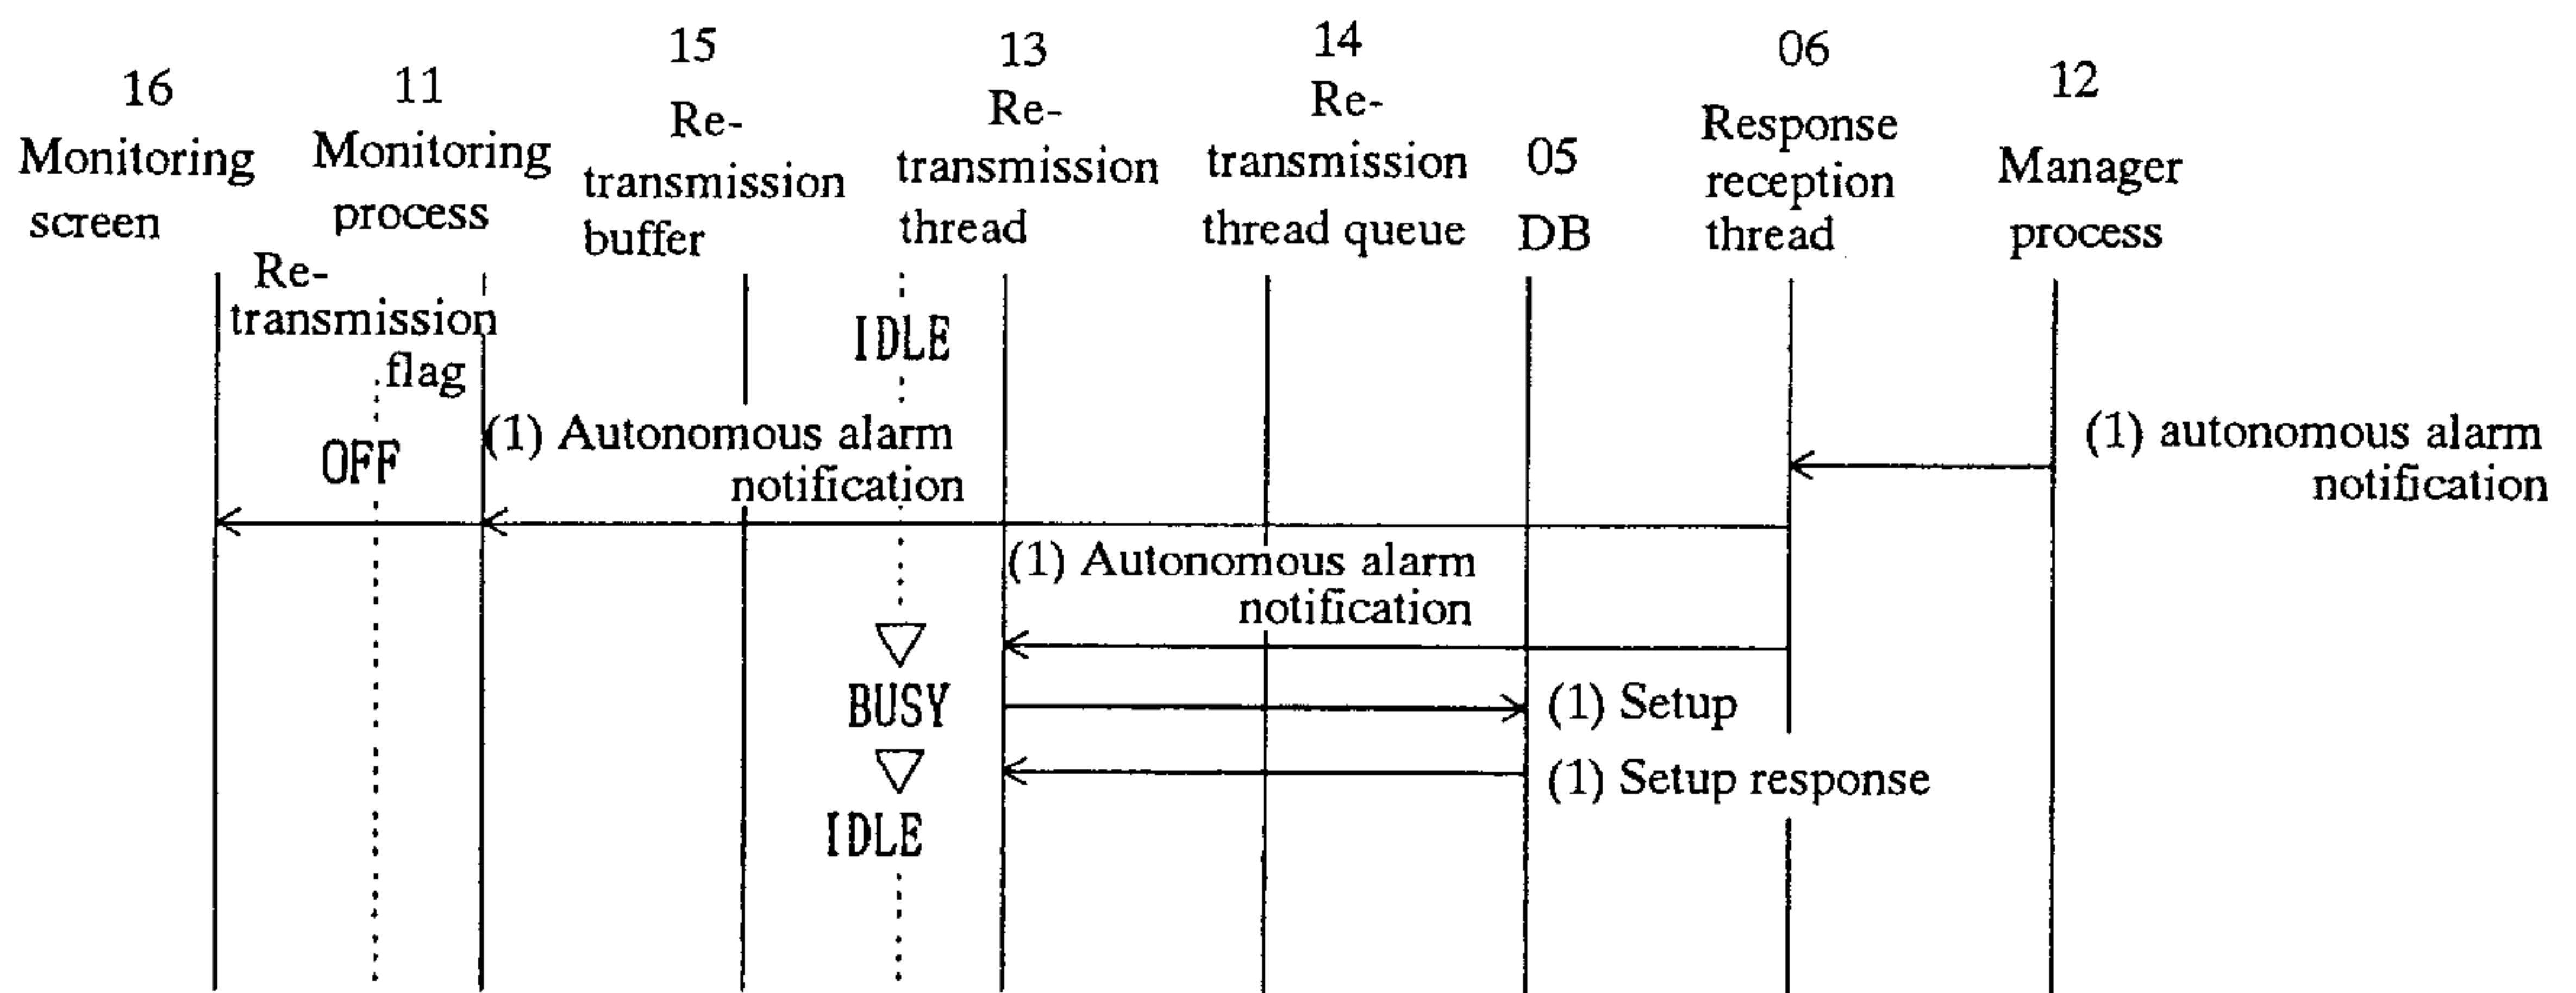 16
Monitoring
screen
11
Monitoring
process
15
Re-
transmission
buffer
13
Re-
transmission
thread
14
Re-
transmission
thread queue
05
DB
06
Response
reception
thread
12
Manager
process
Re-
transmission
flag
OFF
IDLE
(1) Autonomous alarm
notification
(1) autonomous alarm
notification
(1) Autonomous alarm
notification
BUSY
(1) Setup
(1) Setup response
IDLE